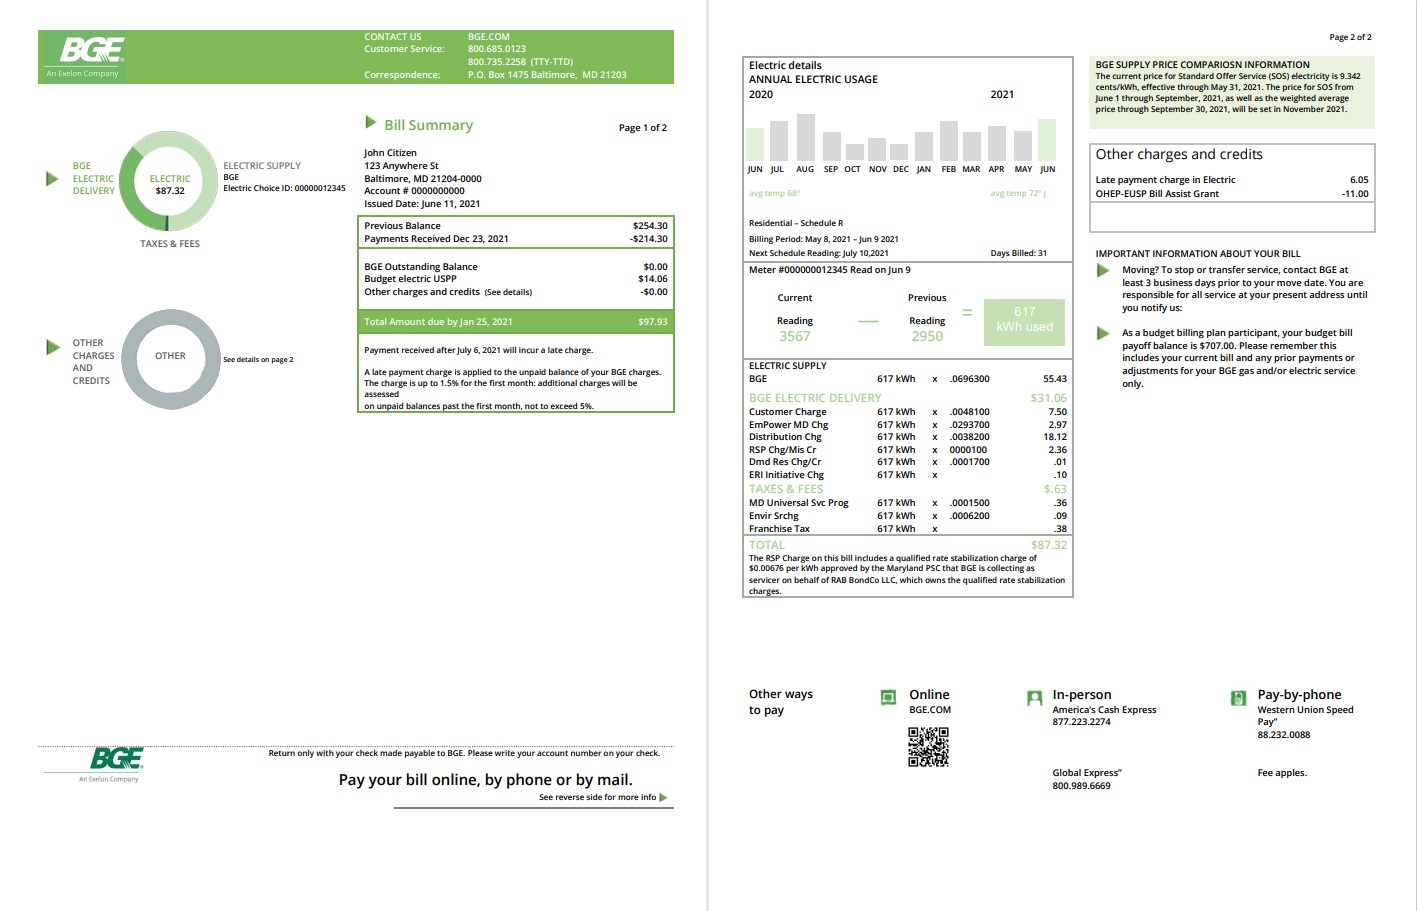 BGE
An Exelon Company
CONTACT US BGE.COM
Customer Service: 800.685.0123
800.735.2258 (TTY-TTD)
Correspondence: P.O. Box 1475 Baltimore, MD 21203
Bill Summary
Page 1 of 2
BGE
ELECTRIC
DELIVERY
ELECTRIC
$87.32
ELECTRIC SUPPLY
BGE
Electric Choice ID: 00000012345
TAXES & FEES
John Citizen
123 Anywhere St
Baltimore, MD 21204-0000
Account # 0000000000
Issued Date: June 11, 2021
Previous Balance $254.30
Payments Received Dec 23, 2021 -$214.30
BGE Outstanding Balance $0.00
Budget electric USPP $14.06
Other charges and credits (See details) -$0.00
Total Amount due by Jan 25, 2021 $97.93
Payment received after July 6, 2021 will incur a late charge.
A late payment charge is applied to the unpaid balance of your BGE charges.
The charge is up to 1.5% for the first month: additional charges will be
assessed
on unpaid balances past the first month, not to exceed 5%.
OTHER
CHARGES
AND
CREDITS
OTHER
See details on page 2
BGE
An Exelon Company
Return only with your check made payable to BGE. Please write your account number on your check.
Pay your bill online, by phone or by mail.
See reverse side for more info
Page 2 of 2
Electric details
ANNUAL ELECTRIC USAGE
2020 2021
JUN JUL AUG SEP OCT NOV DEC JAN FEB MAR APR MAY JUN
avg temp 68° avg temp 72° J
Residential – Schedule R
Billing Period: May 8, 2021 – Jun 9 2021
Next Schedule Reading: July 10,2021 Days Billed: 31
Meter #000000012345 Read on Jun 9
Current Previous
Reading Reading
3567 — 2950 = 617
kWh used
ELECTRIC SUPPLY
BGE 617 kWh x .0696300 55.43
BGE ELECTRIC DELIVERY $31.06
Customer Charge 617 kWh x .0048100 7.50
EmPower MD Chg 617 kWh x .0293700 2.97
Distribution Chg 617 kWh x .0038200 18.12
RSP Chg/Mis Cr 617 kWh x 0000100 2.36
Dmd Res Chg/Cr 617 kWh x .0001700 .01
ERI Initiative Chg 617 kWh x .10
TAXES & FEES $.63
MD Universal Svc Prog 617 kWh x .0001500 .36
Envir Srchg 617 kWh x .0006200 .09
Franchise Tax 617 kWh x .38
TOTAL $87.32
The RSP Charge on this bill includes a qualified rate stabilization charge of
$0.00676 per kWh approved by the Maryland PSC that BGE is collecting as
servicer on behalf of RAB BondCo LLC, which owns the qualified rate stabilization
charges.
BGE SUPPLY PRICE COMPARIOSN INFORMATION
The current price for Standard Offer Service (SOS) electricity is 9.342
cents/kWh, effective through May 31, 2021. The price for SOS from
June 1 through September, 2021, as well as the weighted average
price through September 30, 2021, will be set in November 2021.
Other charges and credits
Late payment charge in Electric 6.05
OHEP-EUSP Bill Assist Grant -11.00
IMPORTANT INFORMATION ABOUT YOUR BILL
Moving? To stop or transfer service, contact BGE at
least 3 business days prior to your move date. You are
responsible for all service at your present address until
you notify us:
As a budget billing plan participant, your budget bill
payoff balance is $707.00. Please remember this
includes your current bill and any prior payments or
adjustments for your BGE gas and/or electric service
only.
Other ways
to pay
Online
BGE.COM
In-person
America's Cash Express
877.223.2274
Global Express"
800.989.6669
Pay-by-phone
Western Union Speed
Pay"
88.232.0088
Fee applies.